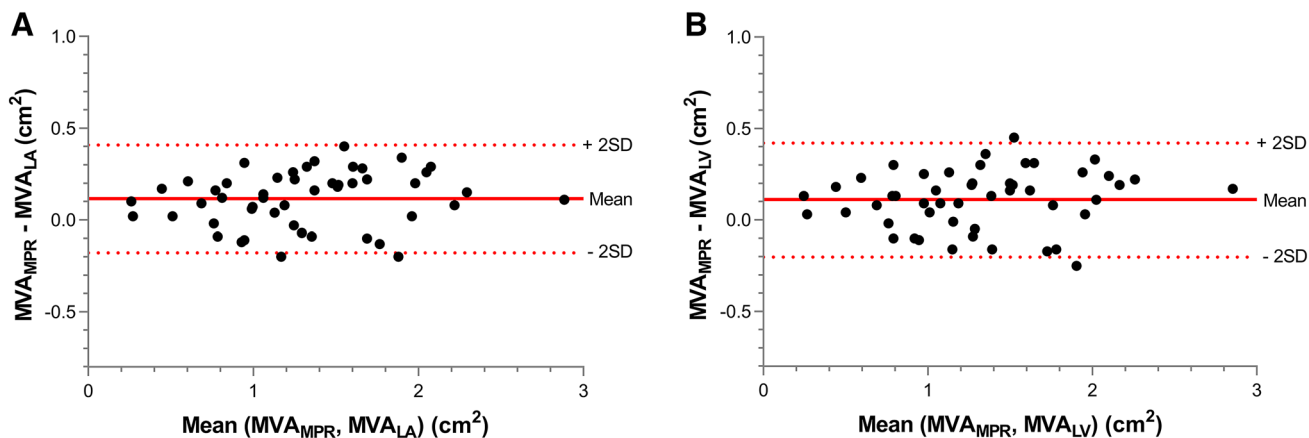 A
MVAMPR - MVALA (cm2)
1.0
0.5
0.0
-0.5
0
1
2
3
+ 2SD
Mean
- 2SD
Mean (MVAMPR, MVALA) (cm2)
B
MVAMPR - MVALV (cm2)
1.0
0.5
0.0
-0.5
0
1
2
3
+ 2SD
Mean
- 2SD
Mean (MVAMPR, MVALV) (cm2)